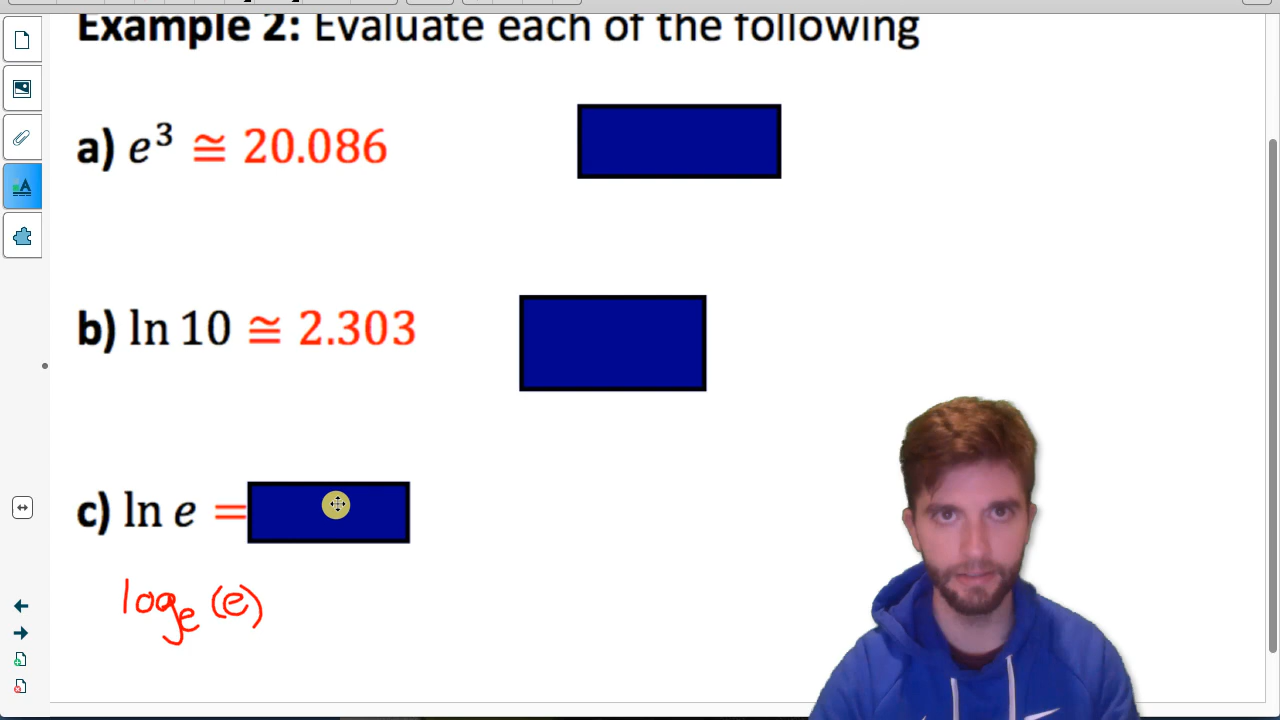 Example 2: Evaluate each of the following
a) e³ ≅ 20.086
b) ln 10 ≅ 2.303
c) ln e =
logₑ (e)